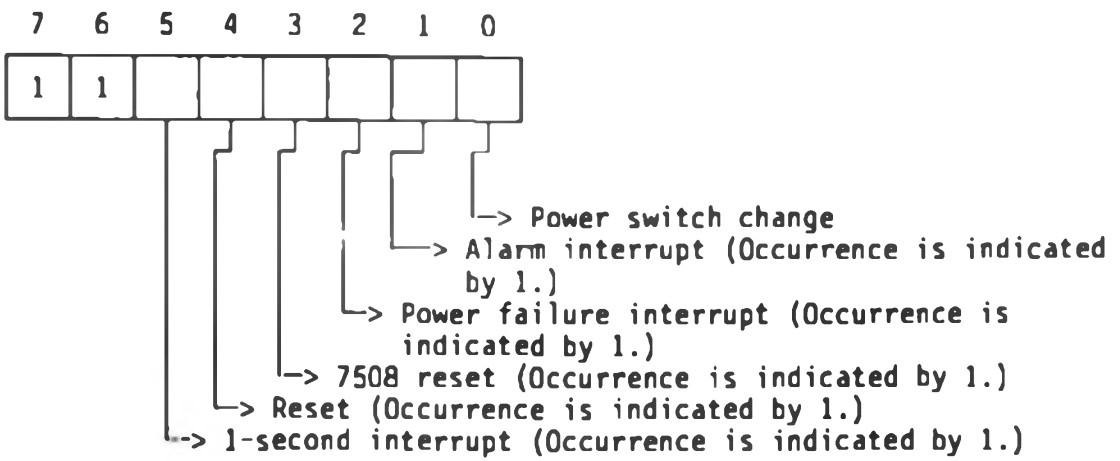 7 6 5 4 3 2 1 0
1 1
-> Power switch change
-> Alarm interrupt (Occurrence is indicated
by 1.)
-> Power failure interrupt (Occurrence is
indicated by 1.)
-> 7508 reset (Occurrence is indicated by 1.)
-> Reset (Occurrence is indicated by 1.)
-> 1-second interrupt (Occurrence is indicated by 1.)